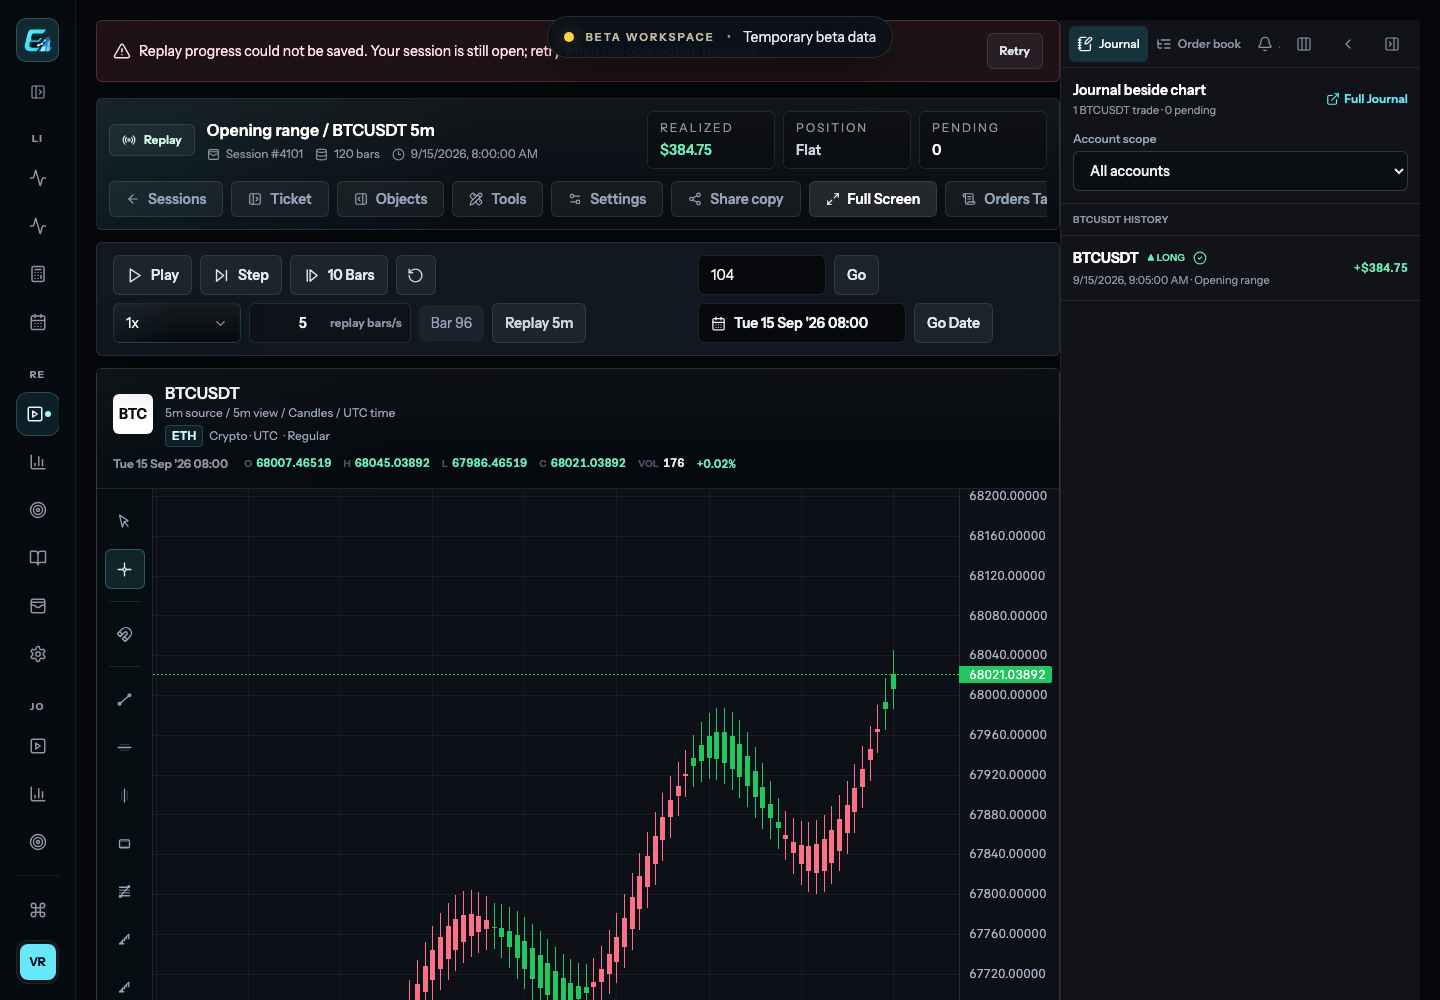 BETA WORKSPACE · Temporary beta data
Replay progress could not be saved. Your session is still open; retry
Retry
Journal
Order book
Journal beside chart
1 BTCUSDT trade · 0 pending
Full Journal
Account scope
All accounts
BTCUSDT HISTORY
BTCUSDT ▲ LONG
+$384.75
9/15/2026, 9:05:00 AM · Opening range
LI
RE
JO
VR
Replay
Opening range / BTCUSDT 5m
Session #4101 120 bars 9/15/2026, 8:00:00 AM
REALIZED
$384.75
POSITION
Flat
PENDING
0
Sessions Ticket Objects Tools Settings Share copy Full Screen Orders Ta
Play Step 10 Bars 104 Go
1x 5 replay bars/s Bar 96 Replay 5m Tue 15 Sep '26 08:00 Go Date
BTC
BTCUSDT
5m source / 5m view / Candles / UTC time
ETH Crypto · UTC · Regular
Tue 15 Sep '26 08:00 O 68007.46519 H 68045.03892 L 67986.46519 C 68021.03892 VOL 176 +0.02%
68200.00000
68160.00000
68120.00000
68080.00000
68040.00000
68021.03892
68000.00000
67960.00000
67920.00000
67880.00000
67840.00000
67800.00000
67760.00000
67720.00000